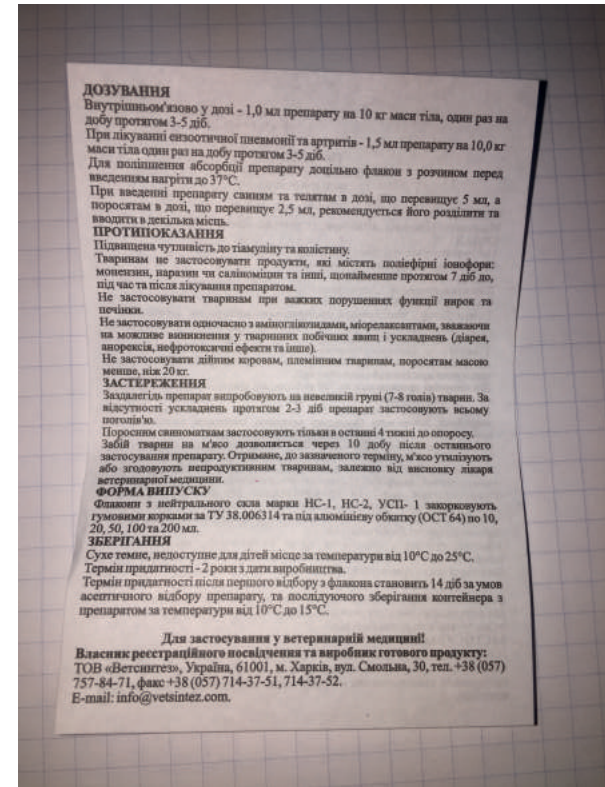 ДОЗУВАННЯ
Внутрішньом'язово у дозі - 1,0 мл препарату на 10 кг маси тіла, один раз на
добу протягом 3-5 діб.
При лікуванні ензоотичної пневмонії та артритів - 1,5 мл препарату на 10,0 кг
маси тіла один раз на добу протягом 3-5 діб.
Для поліпшення абсорбції препарату доцільно флакон з розчином перед
введенням нагріти до 37°С.
При введенні препарату свиням та телятам в дозі, що перевищує 5 мл, а
поросятам в дозі, що перевищує 2,5 мл, рекомендується його розділити та
вводити в декілька місць.
ПРОТИПОКАЗАННЯ
Підвищена чутливість до тіамуліну та колістину.
Тваринам не застосовувати продукти, які містять поліефірні іонофори:
монензин, наразин чи салиноміцин та інші, щонайменше протягом 7 діб до,
під час та після лікування препаратом.
Не застосовувати тваринам при важких порушеннях функції нирок та
печінки.
Не застосовувати одночасно з аміноглікозидами, міорелаксантами, зважаючи
на можливе виникнення у тваринних побічних явищ і ускладнень (діарея,
анорексія, нефротоксичні ефекти та інше).
Не застосовувати дійним коровам, племінним тваринам, поросятам масою
менше, ніж 20 кг.
ЗАСТЕРЕЖЕННЯ
Заздалегідь препарат випробовують на невеликій групі (7-8 голів) тварин. За
відсутності ускладнень протягом 2-3 діб препарат застосовують всьому
поголів'ю.
Поросним свиноматкам застосовують тільки в останні 4 тижні до опоросу.
Забій тварин на м'ясо дозволяється через 10 добу після останнього
застосування препарату. Отримане, до зазначеного терміну, м'ясо утилізують
або згодовують непродуктивним тваринам, залежно від висновку лікаря
ветеринарної медицини.
ФОРМА ВИПУСКУ
Флакони з нейтрального скла марки НС-1, НС-2, УСП- 1 закорковують
гумовими корками за ТУ 38.006314 та під алюмінієву обкатку (ОСТ 64) по 10,
20, 50, 100 та 200 мл.
ЗБЕРІГАННЯ
Сухе темне, недоступне для дітей місце за температури від 10°С до 25°С.
Термін придатності - 2 роки з дати виробництва.
Термін придатності після першого відбору з флакона становить 14 діб за умов
асептичного відбору препарату, та послідуючого зберігання контейнера з
препаратом за температури від 10°С до 15°С.
Для застосування у ветеринарній медицині!
Власник реєстраційного посвідчення та виробник готового продукту:
ТОВ «Ветсинтез», Україна, 61001, м. Харків, вул. Смольна, 30, тел. +38 (057)
757-84-71, факс +38 (057) 714-37-51, 714-37-52.
E-mail: info@vetsintez.com.